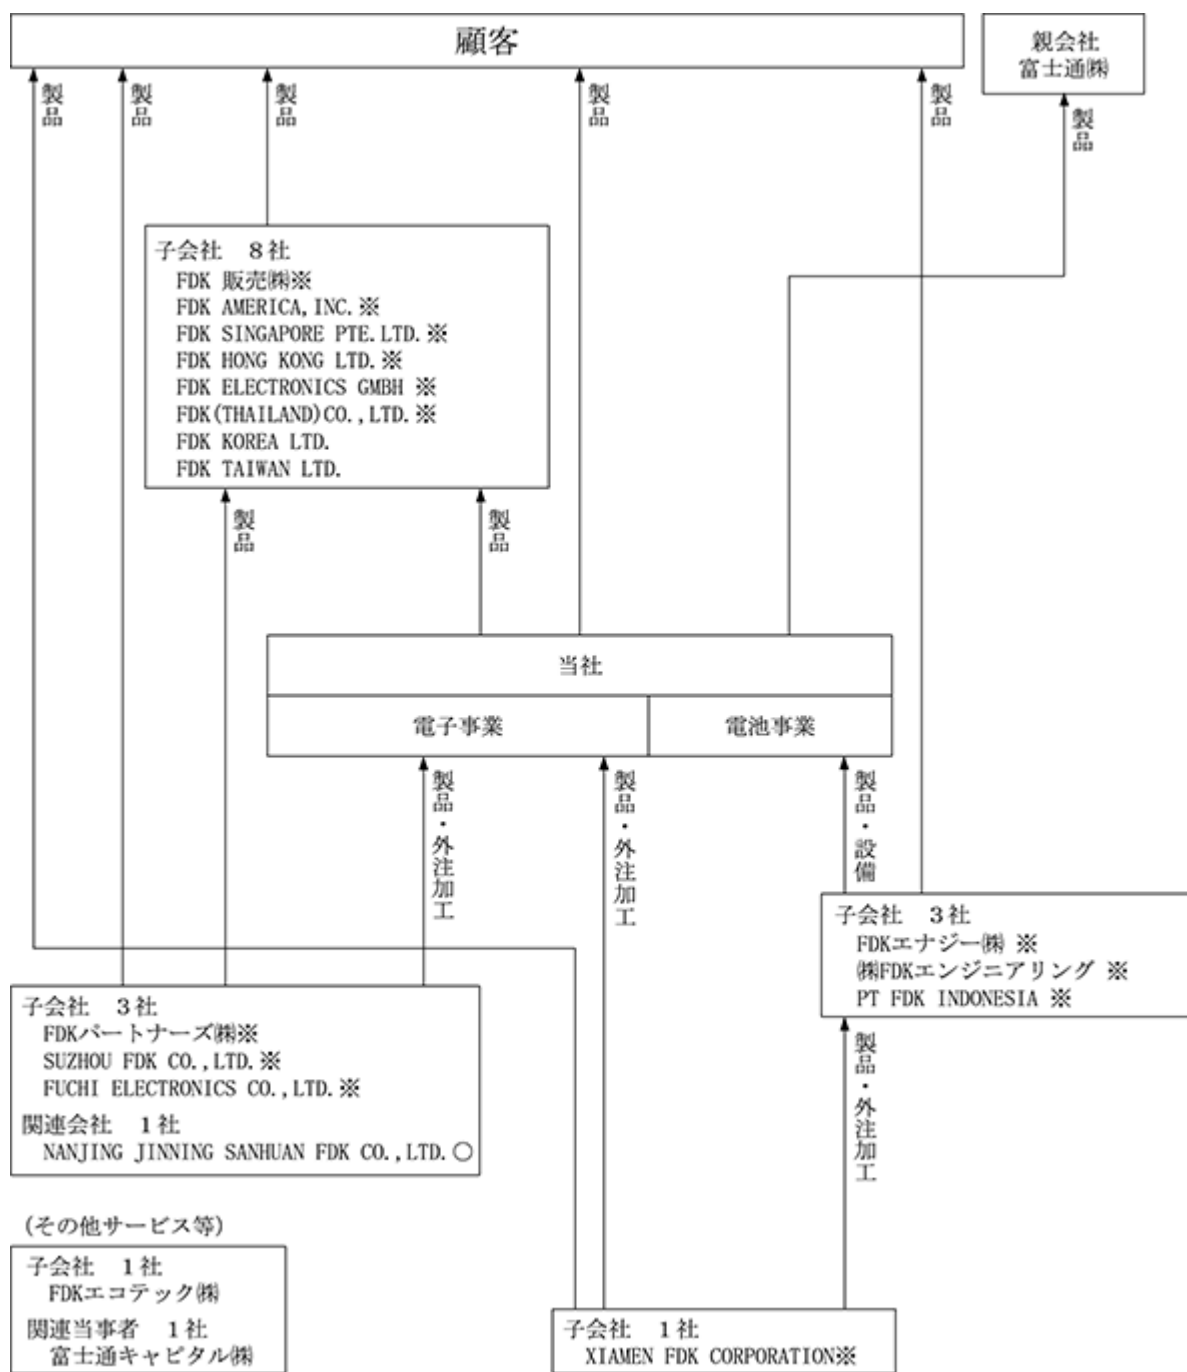 顧客
親会社
富士通㈱
製品
製品
製品
製品
製品
製品
子会社　８社
FDK 販売㈱※
FDK AMERICA,INC.※
FDK SINGAPORE PTE.LTD.※
FDK HONG KONG LTD.※
FDK ELECTRONICS GMBH ※
FDK(THAILAND)CO.,LTD.※
FDK KOREA LTD.
FDK TAIWAN LTD.
製品
製品
当社
電子事業
電池事業
製品・外注加工
製品・外注加工
製品・設備
子会社　３社
FDKエナジー㈱ ※
㈱FDKエンジニアリング ※
PT FDK INDONESIA ※
子会社　３社
FDKパートナーズ㈱※
SUZHOU FDK CO.,LTD.※
FUCHI ELECTRONICS CO.,LTD.※
関連会社　１社
NANJING JINNING SANHUAN FDK CO.,LTD.○
製品・外注加工
(その他サービス等)
子会社　１社
FDKエコテック㈱
関連当事者　１社
富士通キャピタル㈱
子会社　１社
XIAMEN FDK CORPORATION※